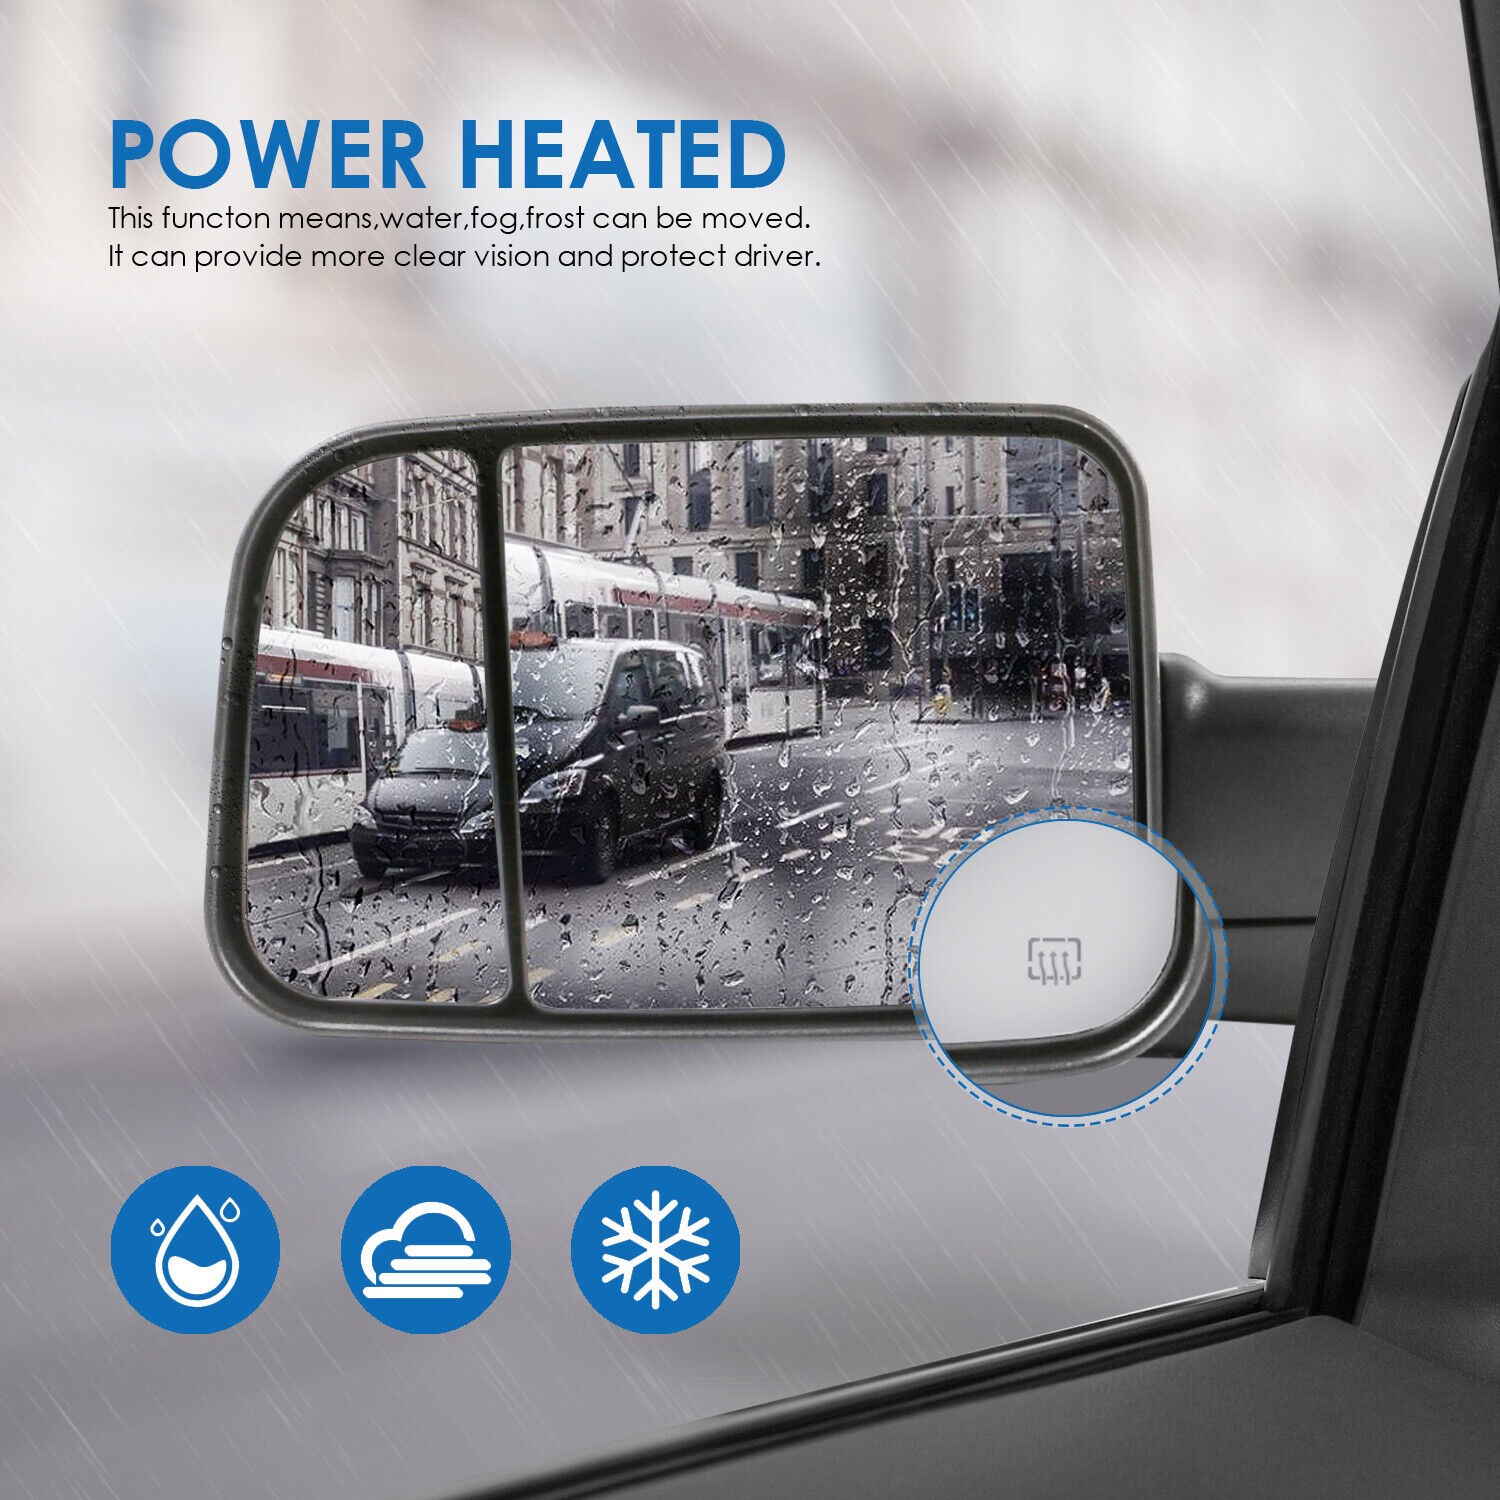 POWER HEATED
This functon means,water,fog,frost can be moved.
It can provide more clear vision and protect driver.